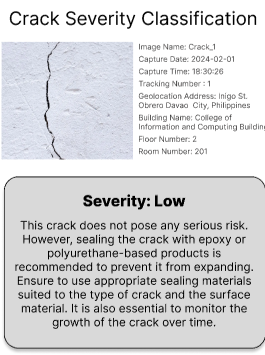 Crack Severity Classification
Image Name: Crack_1
Capture Date: 2024-02-01
Capture Time: 18:30:26
Tracking Number : 1
Geolocation Address: Inigo St.
Obrero Davao City, Philippines
Building Name: College of
Information and Computing Building
Floor Number: 2
Room Number: 201
Severity: Low
This crack does not pose any serious risk.
However, sealing the crack with epoxy or
polyurethane-based products is
recommended to prevent it from expanding.
Ensure to use appropriate sealing materials
suited to the type of crack and the surface
material. It is also essential to monitor the
growth of the crack over time.